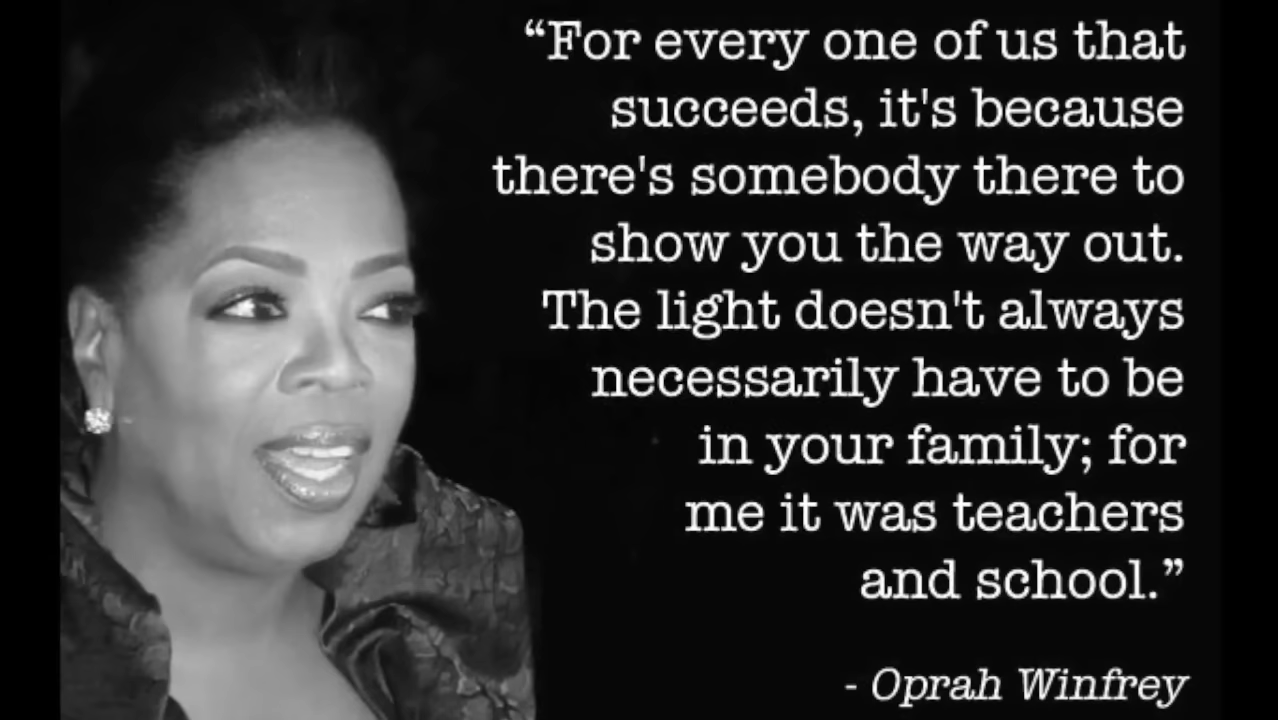 “For every one of us that
succeeds, it's because
there's somebody there to
show you the way out.
The light doesn't always
necessarily have to be
in your family; for
me it was teachers
and school.”
- Oprah Winfrey